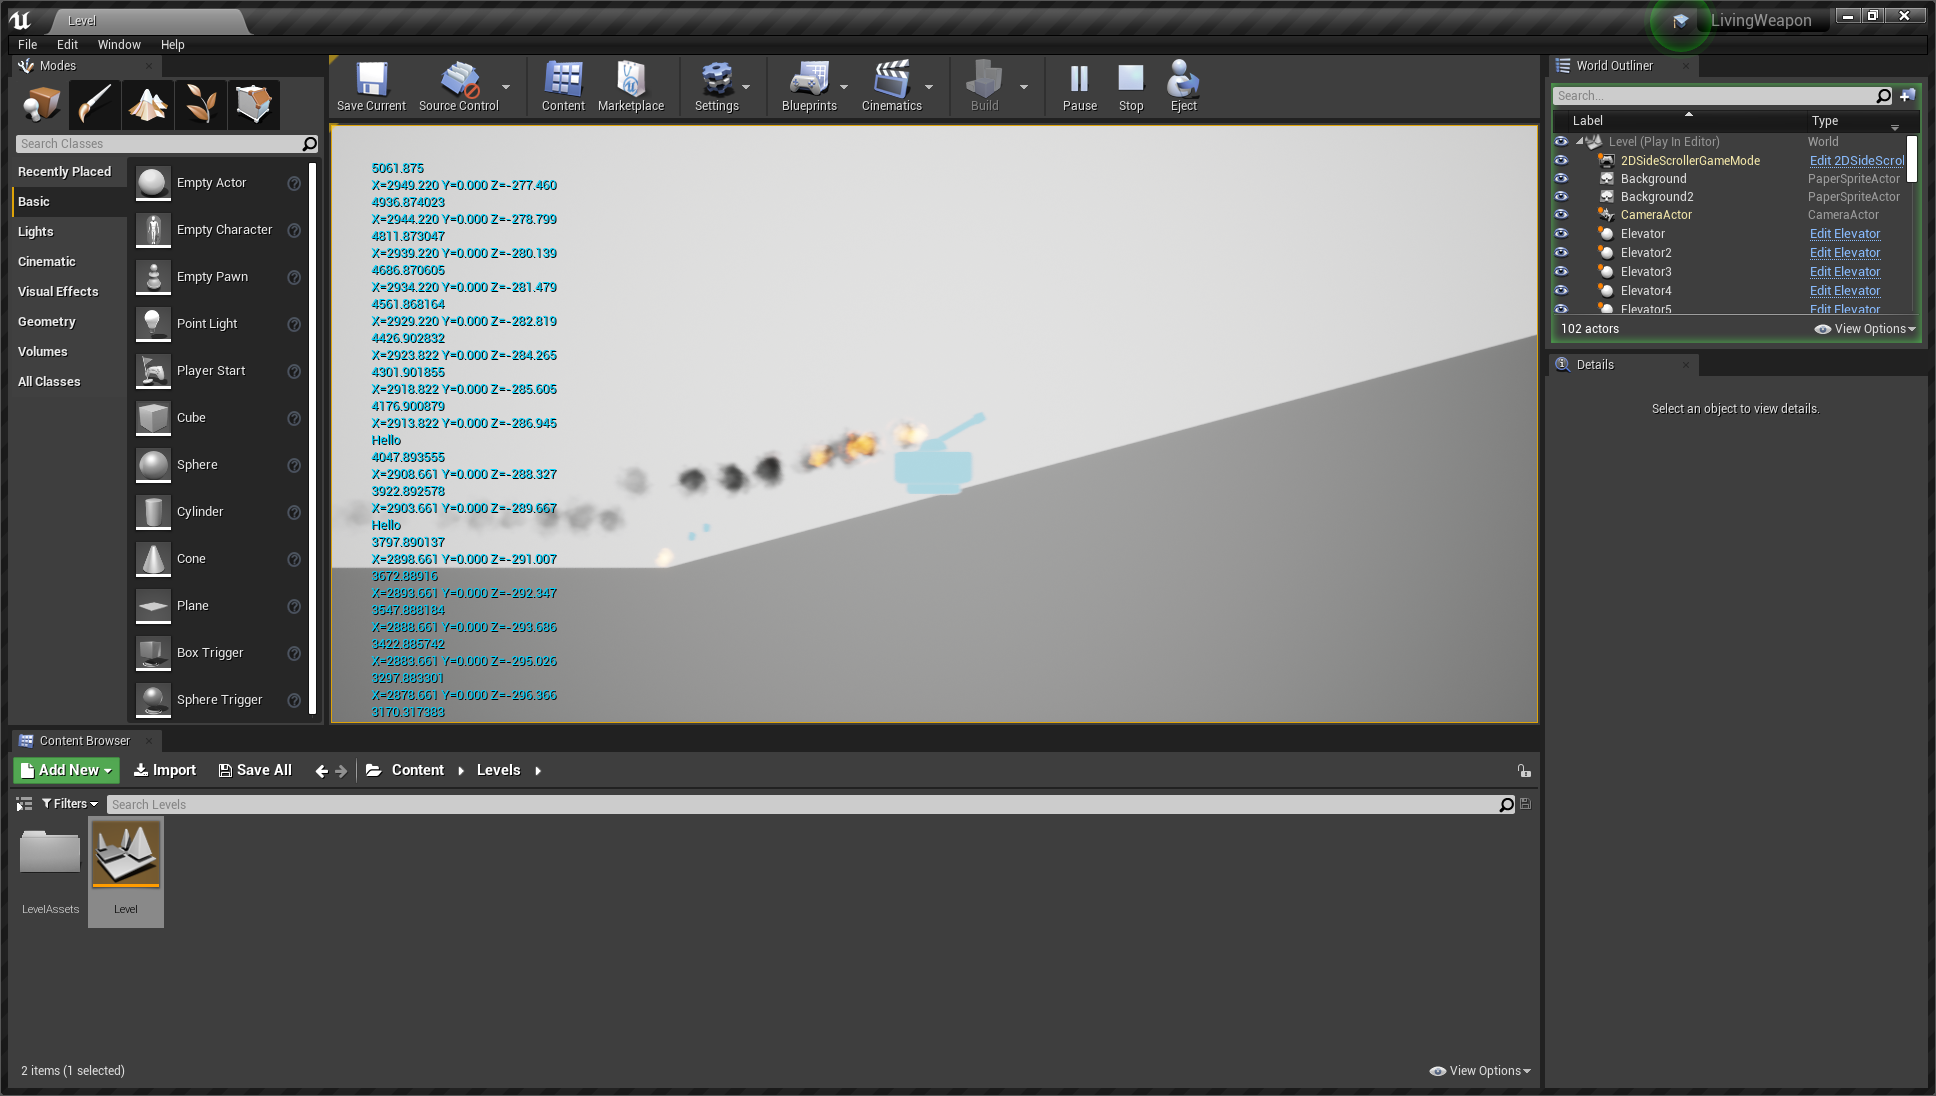 Level
LivingWeapon
File Edit Window Help
Modes
Save Current Source Control Content Marketplace Settings Blueprints Cinematics Build Pause Stop Eject
Search Classes
Recently Placed
Basic
Lights
Cinematic
Visual Effects
Geometry
Volumes
All Classes
Empty Actor
Empty Character
Empty Pawn
Point Light
Player Start
Cube
Sphere
Cylinder
Cone
Plane
Box Trigger
Sphere Trigger
5061.875
X=2949.220 Y=0.000 Z=-277.460
4936.874023
X=2944.220 Y=0.000 Z=-278.799
4811.873047
X=2939.220 Y=0.000 Z=-280.139
4686.870605
X=2934.220 Y=0.000 Z=-281.479
4561.868164
X=2929.220 Y=0.000 Z=-282.819
4426.902832
X=2923.822 Y=0.000 Z=-284.265
4301.901855
X=2918.822 Y=0.000 Z=-285.605
4176.900879
X=2913.822 Y=0.000 Z=-286.945
Hello
4047.893555
X=2908.661 Y=0.000 Z=-288.327
3922.892578
X=2903.661 Y=0.000 Z=-289.667
Hello
3797.890137
X=2898.661 Y=0.000 Z=-291.007
3672.88916
X=2893.661 Y=0.000 Z=-292.347
3547.888184
X=2888.661 Y=0.000 Z=-293.686
3422.885742
X=2883.661 Y=0.000 Z=-295.026
3297.883301
X=2878.661 Y=0.000 Z=-296.366
3170.317383
World Outliner
Search...
Label Type
Level (Play In Editor) World
2DSideScrollerGameMode Edit 2DSideScrol
Background PaperSpriteActor
Background2 PaperSpriteActor
CameraActor CameraActor
Elevator Edit Elevator
Elevator2 Edit Elevator
Elevator3 Edit Elevator
Elevator4 Edit Elevator
Elevator5 Edit Elevator
102 actors View Options
Details
Select an object to view details.
Content Browser
Add New Import Save All Content Levels
Filters Search Levels
LevelAssets Level
2 items (1 selected) View Options